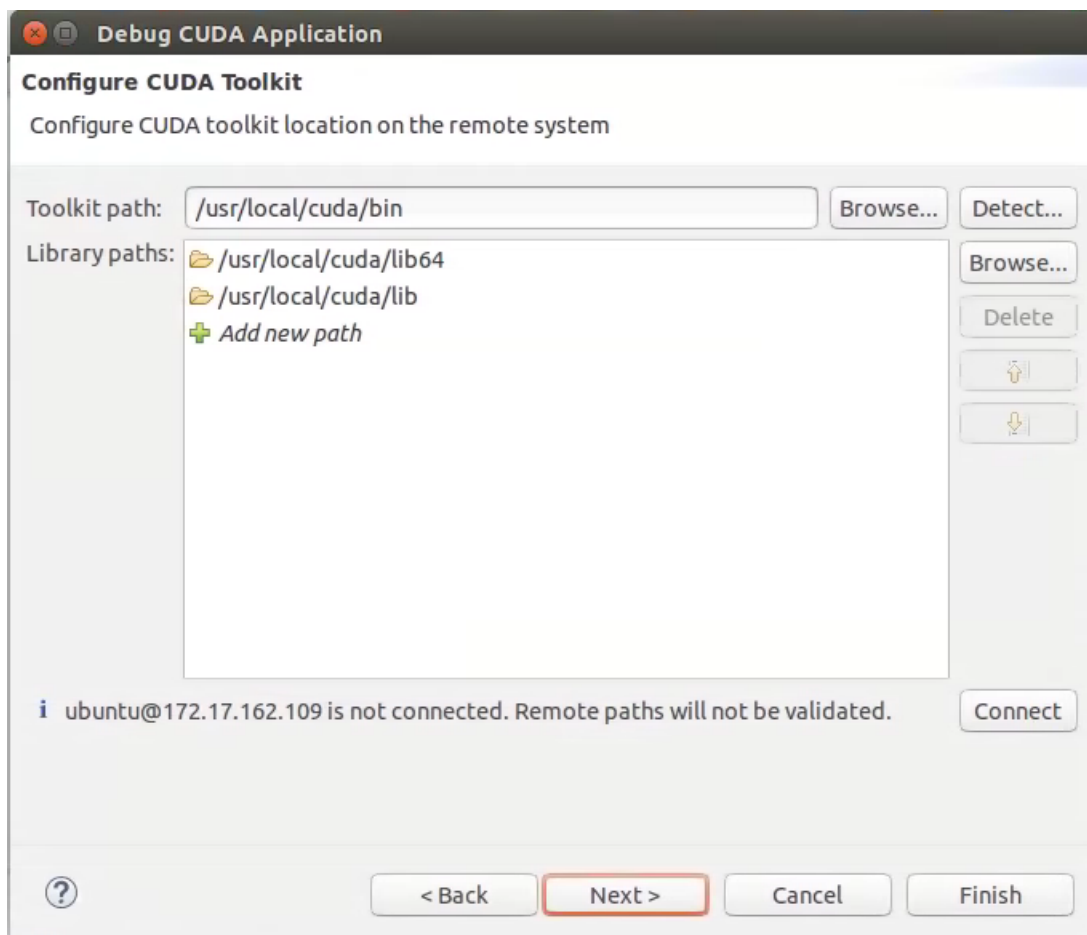 Debug CUDA Application
Configure CUDA Toolkit
Configure CUDA toolkit location on the remote system
Toolkit path: /usr/local/cuda/bin Browse... Detect...
Library paths: /usr/local/cuda/lib64 Browse...
/usr/local/cuda/lib
Add new path Delete
ubuntu@172.17.162.109 is not connected. Remote paths will not be validated. Connect
? < Back Next > Cancel Finish